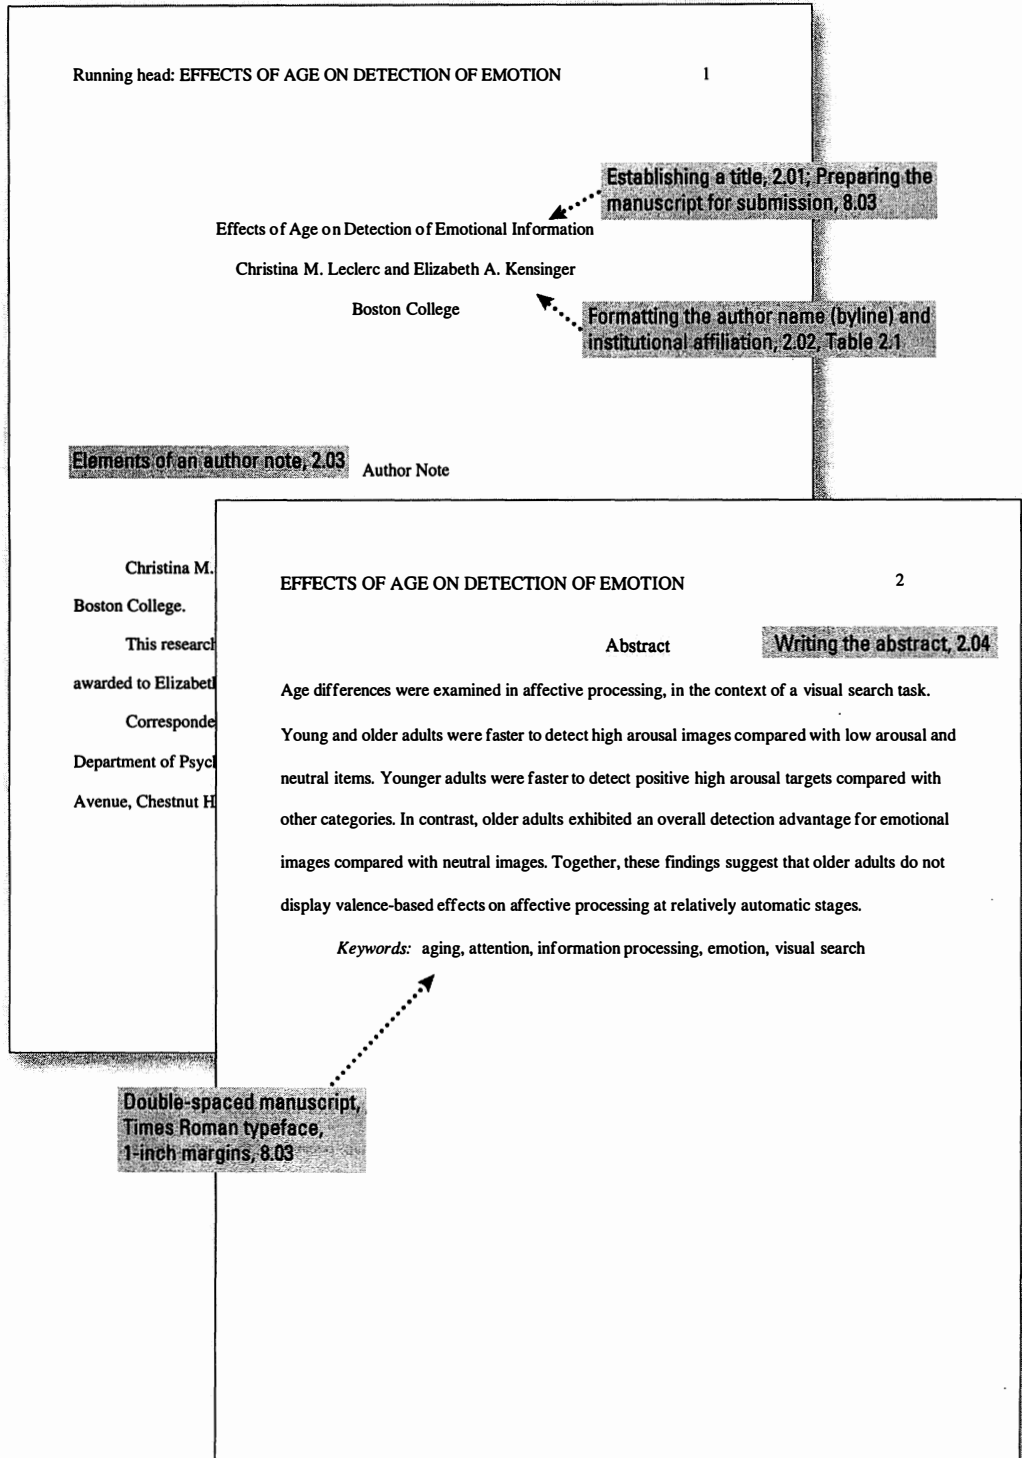 Running head: EFFECTS OF AGE ON DETECTION OF EMOTION 1
Establishing a title, 2.01; Preparing the
manuscript for submission, 8.03
Effects of Age on Detection of Emotional Information
Christina M. Leclerc and Elizabeth A. Kensinger
Boston College
Formatting the author name (byline) and
institutional affiliation, 2.02, Table 2.1
Elements of an author note, 2.03
Author Note
Christina M.
Boston College.
This research
awarded to
Department of
Avenue, Chestnut
EFFECTS OF AGE ON DETECTION OF EMOTION 2
Abstract
Writing the abstract, 2.04
Age differences were examined in affective processing, in the context of a visual search task.
Young and older adults were faster to detect high arousal images compared with low arousal and
neutral items. Younger adults were faster to detect positive high arousal targets compared with
other categories. In contrast, older adults exhibited an overall detection advantage for emotional
images compared with neutral images. Together, these findings suggest that older adults do not
display valence-based effects on affective processing at relatively automatic stages.
Keywords: aging, attention, information processing, emotion, visual search
Double-spaced manuscript,
Times Roman typeface,
1-inch margins, 8.03